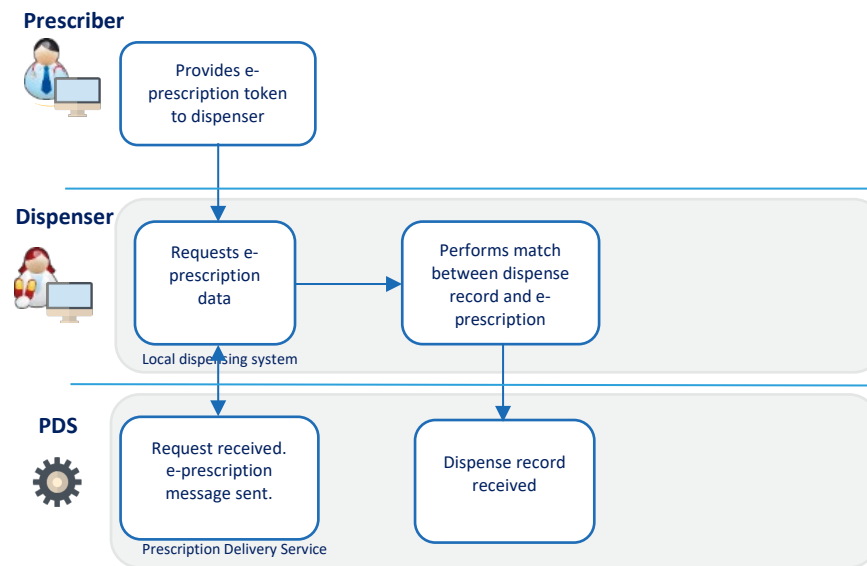 Prescriber
Provides e-
prescription token
to dispenser
Dispenser
Requests e-
prescription
data
Performs match
between dispense
record and e-
prescription
Local dispensing system
PDS
Request received.
e-prescription
message sent.
Dispense record
received
Prescription Delivery Service